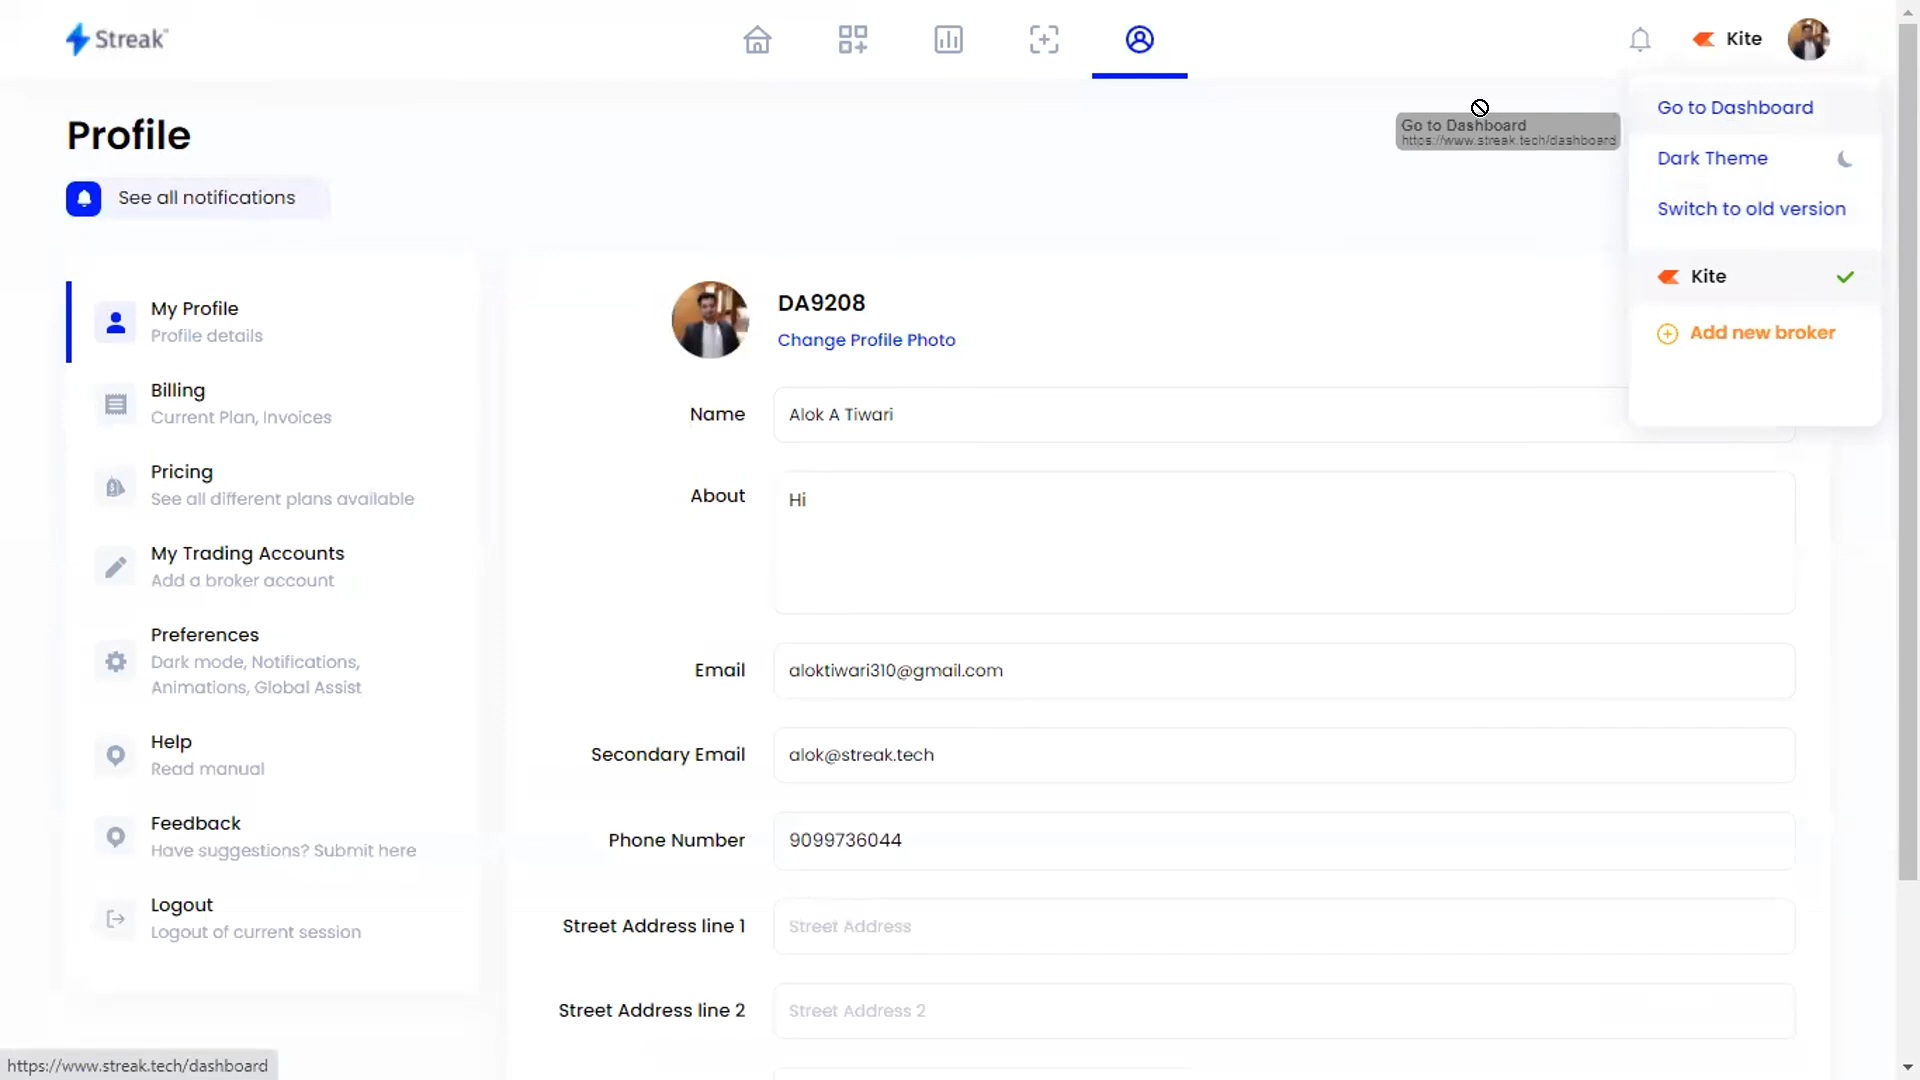 Streak™
Kite
Go to Dashboard
Dark Theme
Switch to old version
Kite
Add new broker
Go to Dashboard
https://www.streak.tech/dashboard
Profile
See all notifications
My Profile
Profile details
Billing
Current Plan, Invoices
Pricing
See all different plans available
My Trading Accounts
Add a broker account
Preferences
Dark mode, Notifications,
Animations, Global Assist
Help
Read manual
Feedback
Have suggestions? Submit here
Logout
Logout of current session
DA9208
Change Profile Photo
Name
Alok A Tiwari
About
Hi
Email
aloktiwari310@gmail.com
Secondary Email
alok@streak.tech
Phone Number
9099736044
Street Address line 1
Street Address
Street Address line 2
Street Address 2
https://www.streak.tech/dashboard